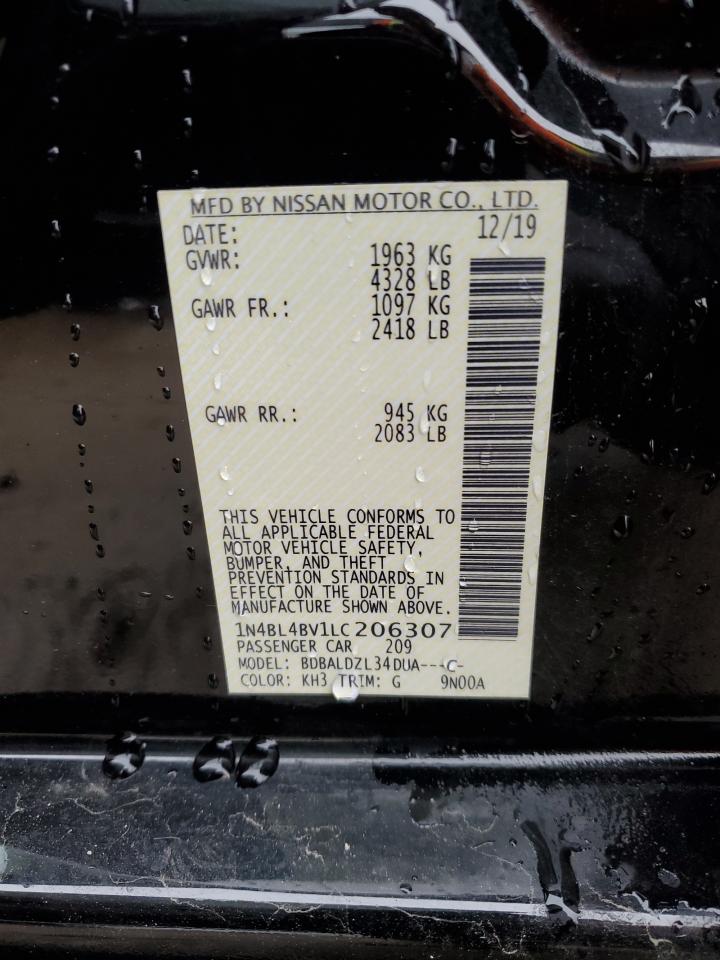 MFD BY NISSAN MOTOR CO., LTD.
DATE: 12/19
GVWR: 1963 KG
4328 LB
GAWR FR.: 1097 KG
2418 LB
GAWR RR.: 945 KG
2083 LB
THIS VEHICLE CONFORMS TO
ALL APPLICABLE FEDERAL
MOTOR VEHICLE SAFETY,
BUMPER, AND THEFT
PREVENTION STANDARDS IN
EFFECT ON THE DATE OF
MANUFACTURE SHOWN ABOVE.
1N4BL4BV1LC206307
PASSENGER CAR 209
MODEL: BDBALDZL34DUA---C-
COLOR: KH3 TRIM: G 9N00A